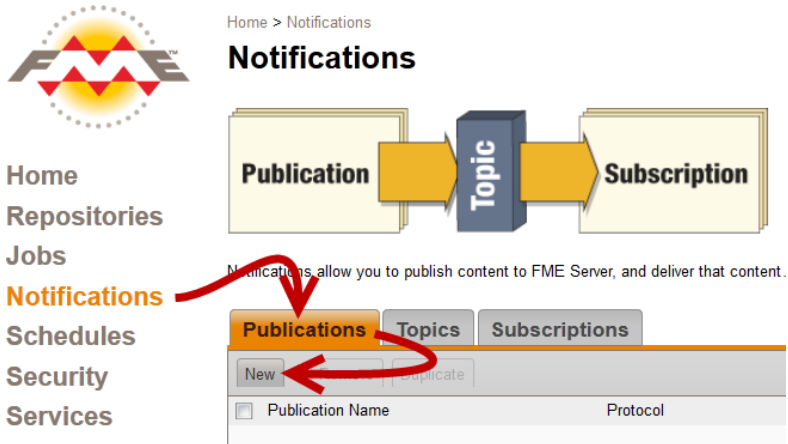 FME
Home > Notifications
Notifications
Publication
Topic
Subscription
Home
Repositories
Jobs
Notifications
Schedules
Security
Services
Notifications allow you to publish content to FME Server, and deliver that content.
Publications Topics Subscriptions
New Duplicate
Publication Name Protocol